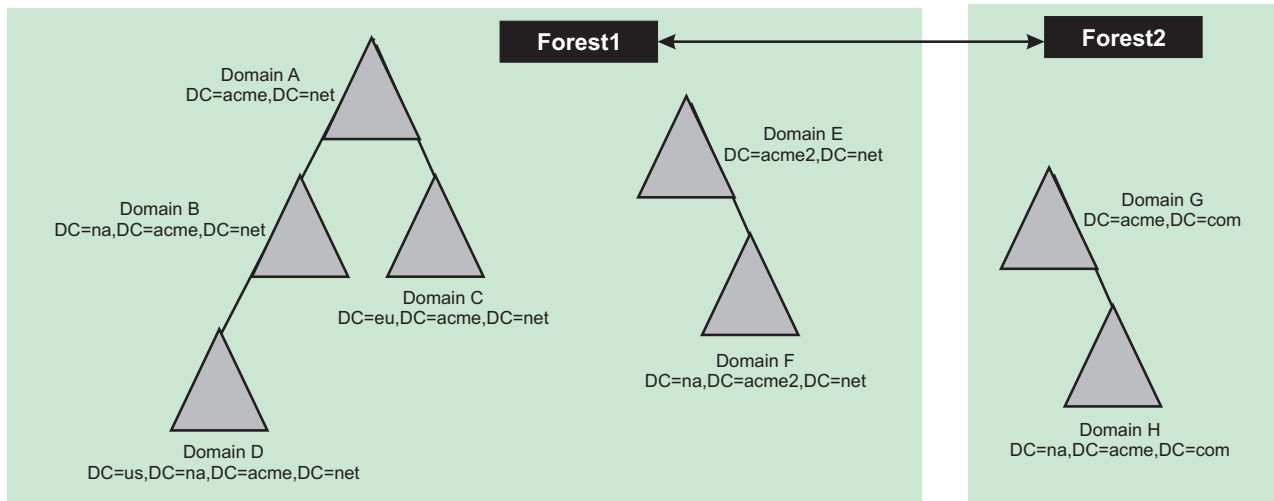 Forest1
Forest2
Domain A
DC=acme,DC=net
Domain E
DC=acme2,DC=net
Domain B
DC=na,DC=acme,DC=net
Domain G
DC=acme,DC=com
Domain C
DC=eu,DC=acme,DC=net
Domain F
DC=na,DC=acme2,DC=net
Domain D
DC=us,DC=na,DC=acme,DC=net
Domain H
DC=na,DC=acme,DC=com